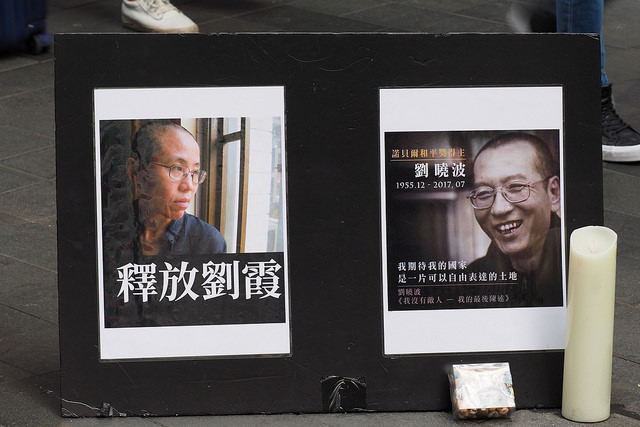 釋放劉霞
諾貝爾和平獎得主
劉曉波
1955.12 - 2017.07
我期待我的國家
是一片可以自由表達的土地
劉曉波
《我沒有敵人 — 我的最後陳述》